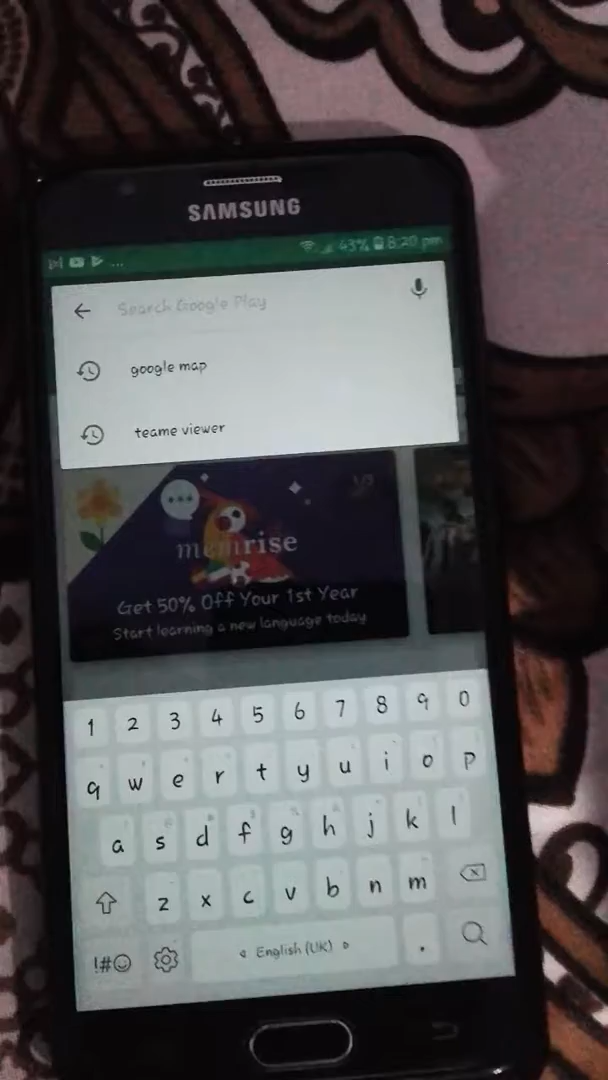 SAMSUNG
... 43% 8:20 pm
Search Google Play
google map
teame viewer
memrise
Get 50% Off Your 1st Year
Start learning a new language today
1 2 3 4 5 6 7 8 9 0
q w e r t y u i o p
a s d f g h j k l
z x c v b n m
!#☺ English (UK) .